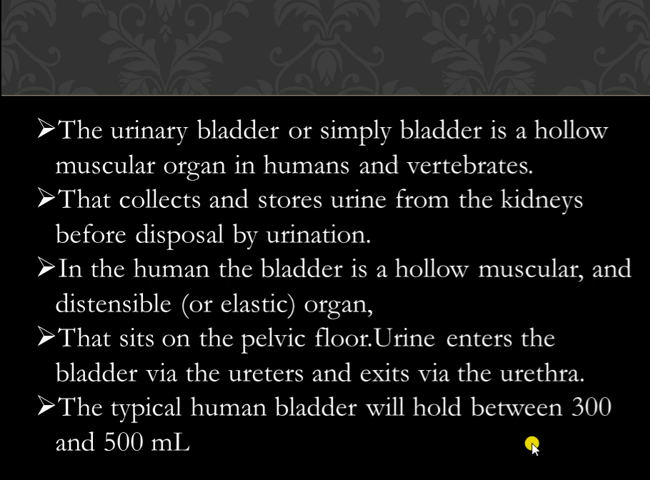 ➢The urinary bladder or simply bladder is a hollow
muscular organ in humans and vertebrates.
➢That collects and stores urine from the kidneys
before disposal by urination.
➢In the human the bladder is a hollow muscular, and
distensible (or elastic) organ,
➢That sits on the pelvic floor.Urine enters the
bladder via the ureters and exits via the urethra.
➢The typical human bladder will hold between 300
and 500 mL